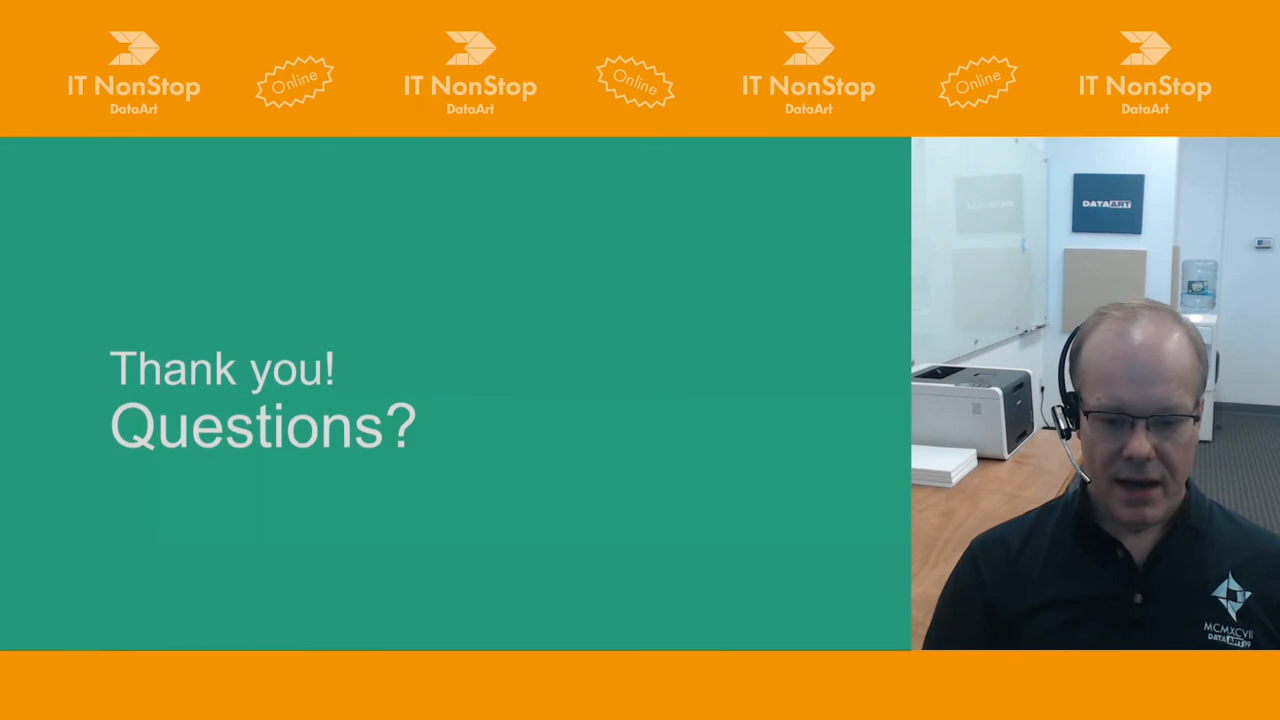 IT NonStop
DataArt
Online
IT NonStop
DataArt
Online
IT NonStop
DataArt
Online
IT NonStop
DataArt
Thank you!
Questions?
DATAART
MCMXCVII
DATAART